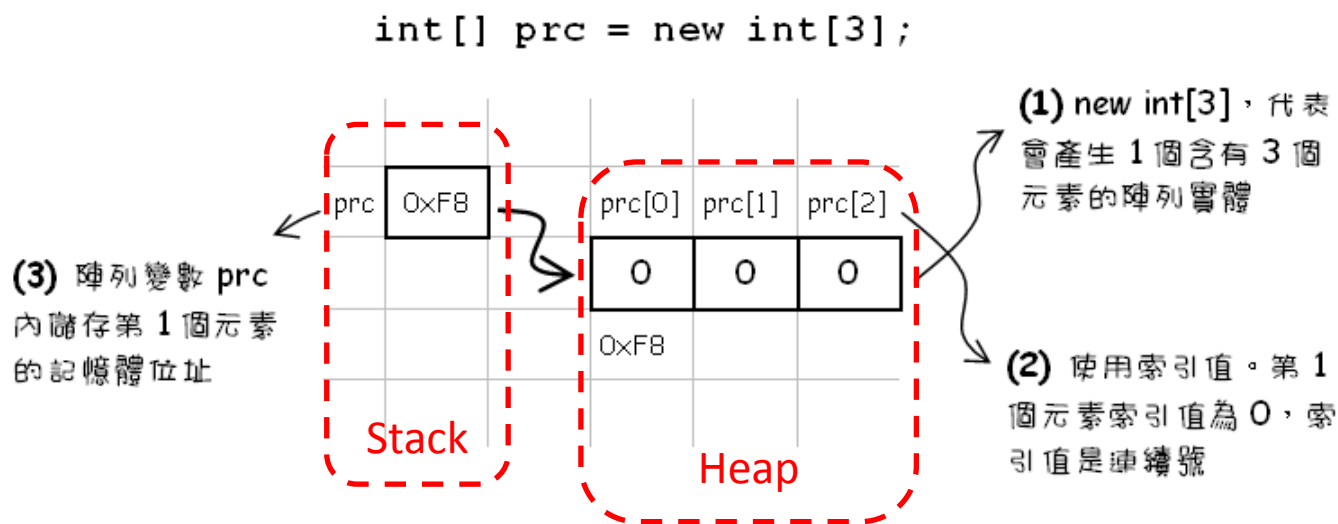 int[] prc = new int[3];
(1) new int[3]，代表
會產生 1 個含有 3 個
元素的陣列實體
prc 0xF8
prc[0] prc[1] prc[2]
0 0 0
0xF8
(3) 陣列變數 prc
內儲存第 1 個元素
的記憶體位址
(2) 使用索引值。第 1
個元素索引值為 0，索
引值是連續號
Stack
Heap